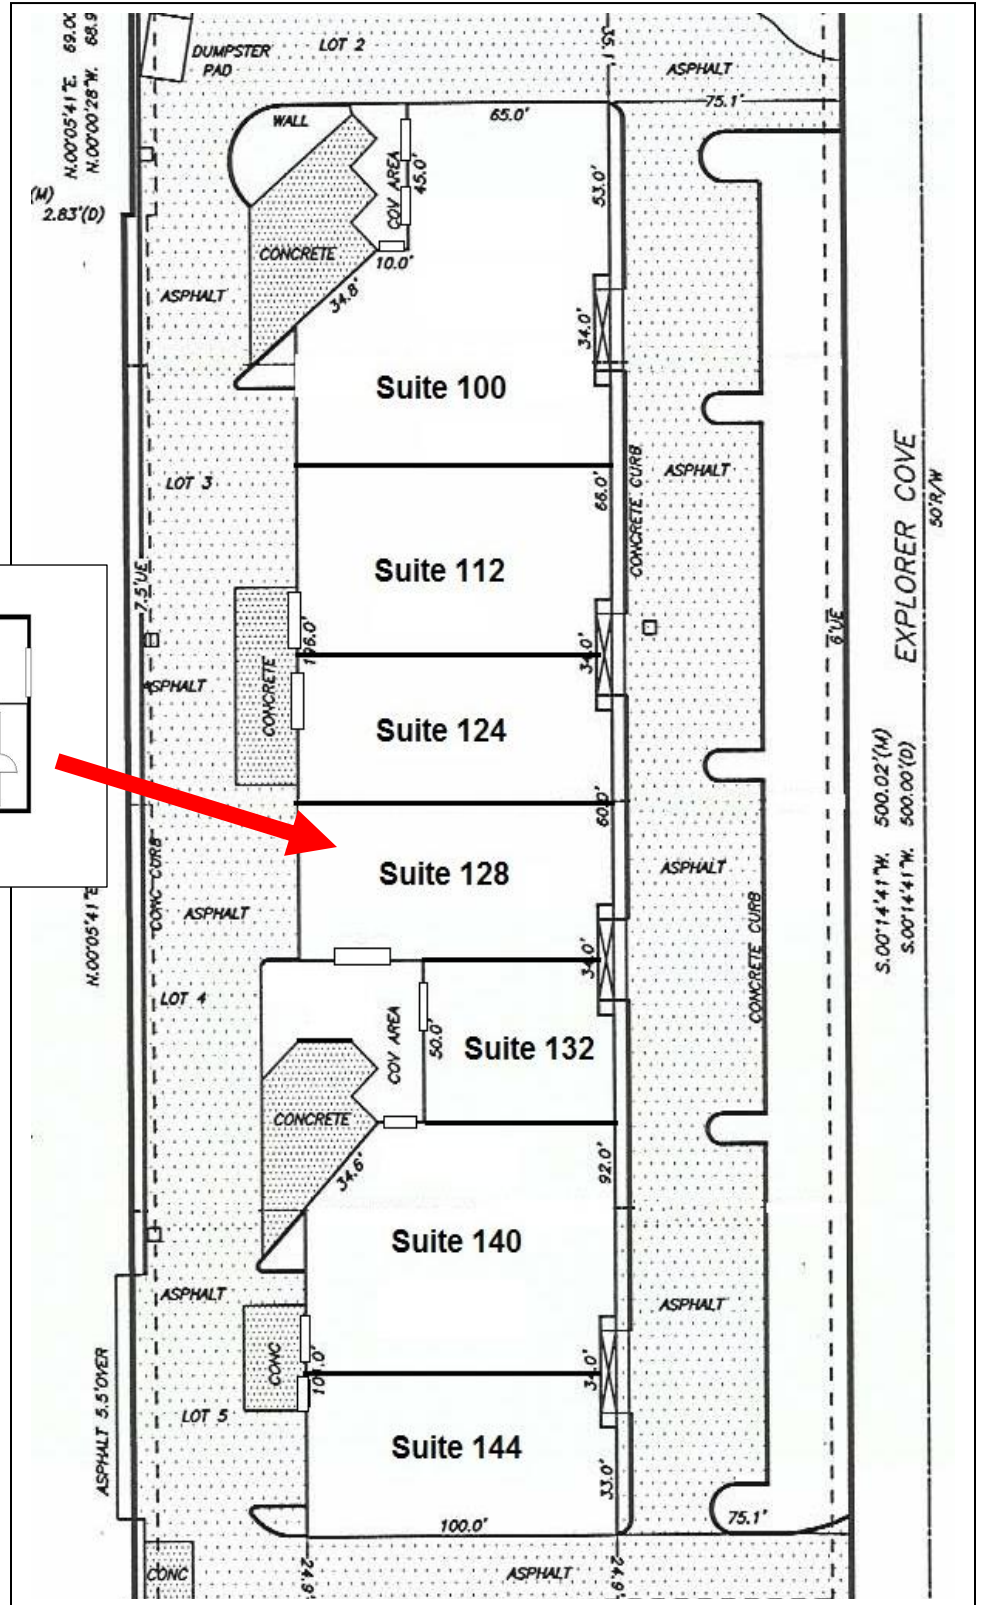 LOT 2
DUMPSTER
PAD
ASPHALT
35.1'
N.00°05'41"E. 69.00
N.00°00'28"W. 68.9
75.1'
65.0'
WALL
COV AREA
45.0'
53.0'
(M)
2.83'(D)
CONCRETE
10.0'
34.8'
ASPHALT
34.0'
Suite 100
LOT 3
66.0'
CONCRETE CURB
ASPHALT
EXPLORER COVE
50'R/W
7.5'UE
Suite 112
196.0'
34.0'
6'UE
ASPHALT
CONCRETE
Suite 124
60.0'
S.00°14'41"W. 500.02'(M)
S.00°14'41"W. 500.00'(D)
CONC CURB
Suite 128
ASPHALT
ASPHALT
N.00°05'41"E
CONCRETE CURB
34.0'
LOT 4
COV AREA
50.0'
Suite 132
CONCRETE
34.6'
92.0'
Suite 140
ASPHALT
ASPHALT
CONC
34.0'
ASPHALT 5.5'OVER
LOT 5
Suite 144
33.0'
100.0'
75.1'
CONC
24.9
ASPHALT
24.9